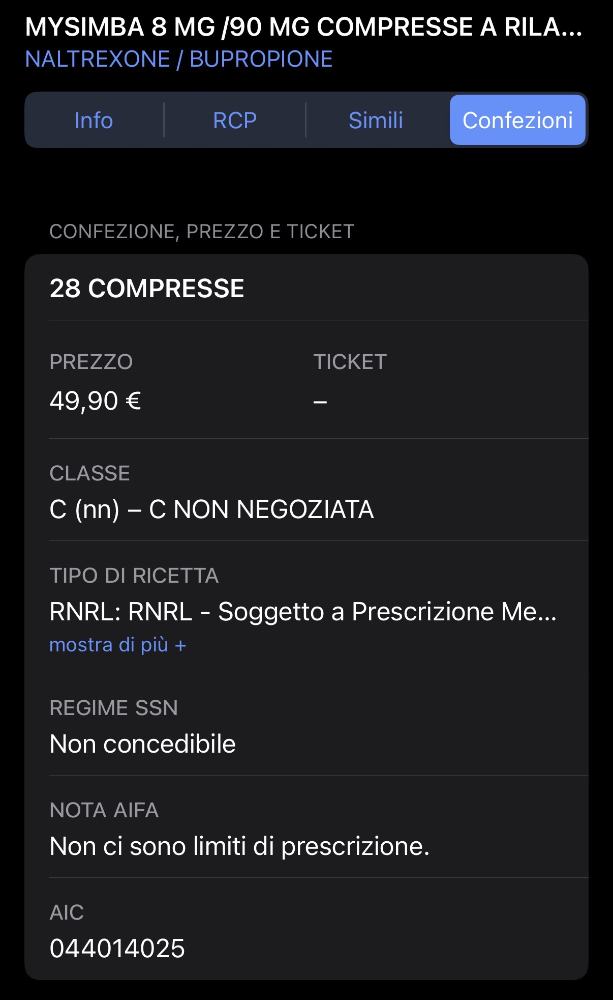 MYSIMBA 8 MG /90 MG COMPRESSE A RILA...
NALTREXONE / BUPROPIONE
Info
RCP
Simili
Confezioni
CONFEZIONE, PREZZO E TICKET
28 COMPRESSE
PREZZO
TICKET
49,90 €
–
CLASSE
C (nn) – C NON NEGOZIATA
TIPO DI RICETTA
RNRL: RNRL - Soggetto a Prescrizione Me...
mostra di più +
REGIME SSN
Non concedibile
NOTA AIFA
Non ci sono limiti di prescrizione.
AIC
044014025